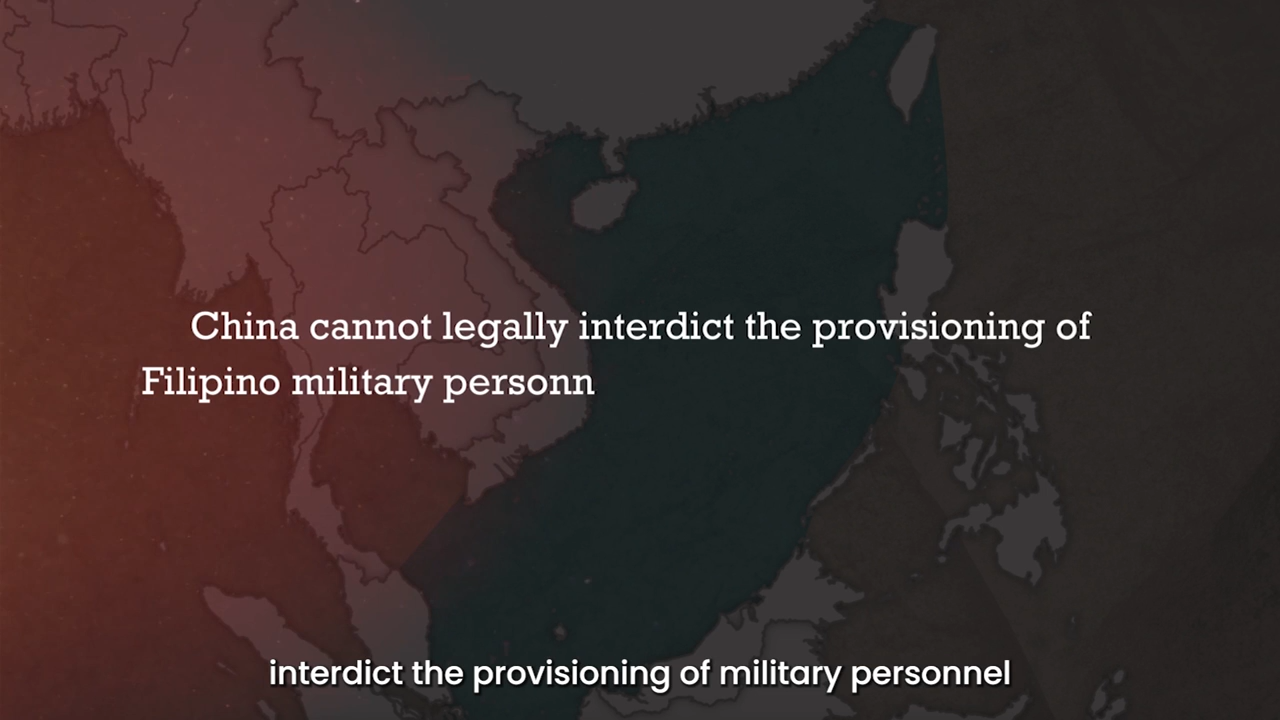 China cannot legally interdict the provisioning of
Filipino military personn
interdict the provisioning of military personnel